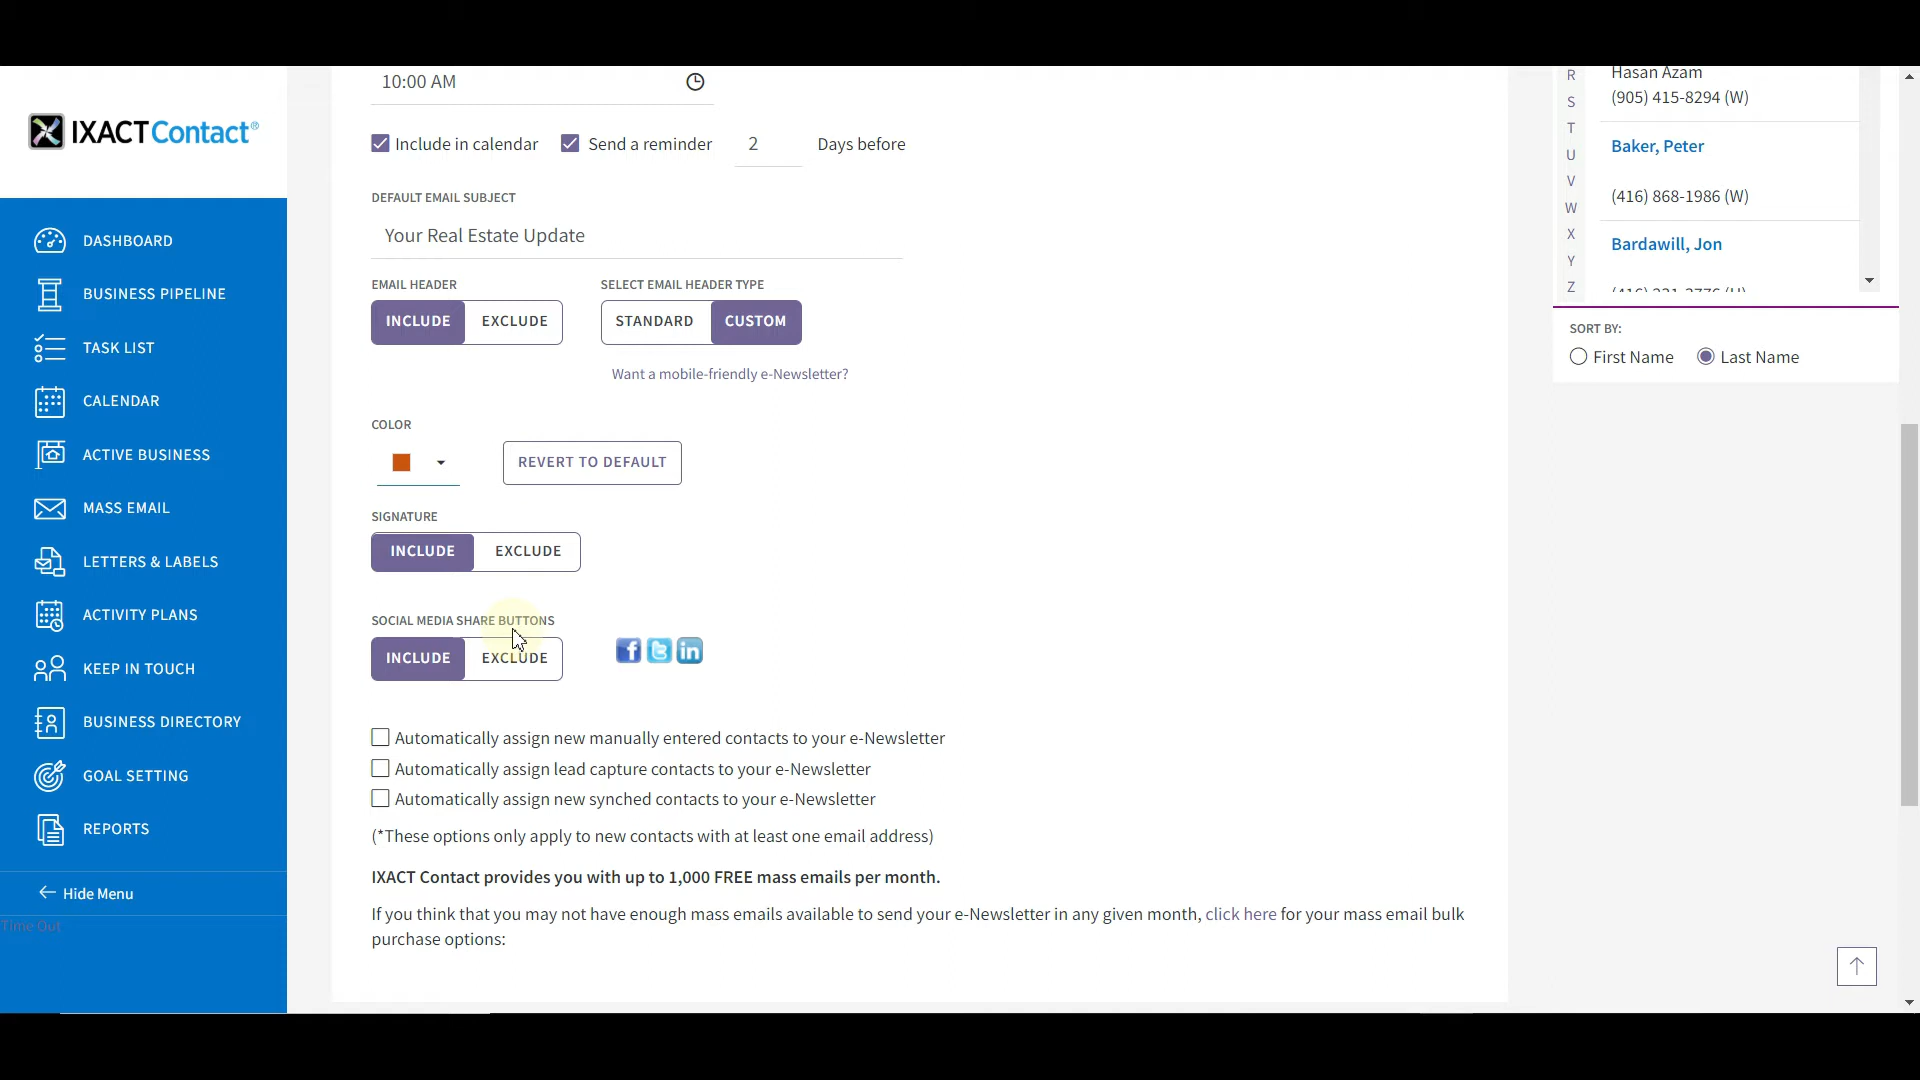 IXACTContact®
DASHBOARD
BUSINESS PIPELINE
TASK LIST
CALENDAR
ACTIVE BUSINESS
MASS EMAIL
LETTERS & LABELS
ACTIVITY PLANS
KEEP IN TOUCH
BUSINESS DIRECTORY
GOAL SETTING
REPORTS
Hide Menu
Time Out
10:00 AM
Include in calendar Send a reminder 2 Days before
DEFAULT EMAIL SUBJECT
Your Real Estate Update
EMAIL HEADER SELECT EMAIL HEADER TYPE
INCLUDE EXCLUDE STANDARD CUSTOM
Want a mobile-friendly e-Newsletter?
COLOR
REVERT TO DEFAULT
SIGNATURE
INCLUDE EXCLUDE
SOCIAL MEDIA SHARE BUTTONS
INCLUDE EXCLUDE f t in
Automatically assign new manually entered contacts to your e-Newsletter
Automatically assign lead capture contacts to your e-Newsletter
Automatically assign new synched contacts to your e-Newsletter
(*These options only apply to new contacts with at least one email address)
IXACT Contact provides you with up to 1,000 FREE mass emails per month.
If you think that you may not have enough mass emails available to send your e-Newsletter in any given month, click here for your mass email bulk
purchase options:
R
S
T
U
V
W
X
Y
Z
Hasan Azam
(905) 415-8294 (W)
Baker, Peter
(416) 868-1986 (W)
Bardawill, Jon
SORT BY:
First Name Last Name